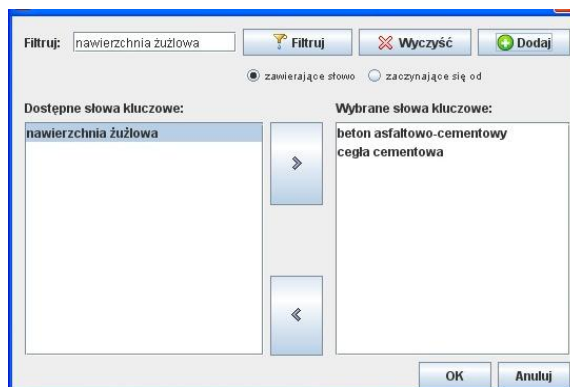 Filtruj: nawierzchnia żużlowa Filtruj Wyczyść Dodaj
zawierające słowo zaczynające się od
Dostępne słowa kluczowe: Wybrane słowa kluczowe:
nawierzchnia żużlowa beton asfaltowo-cementowy
cegła cementowa
OK Anuluj